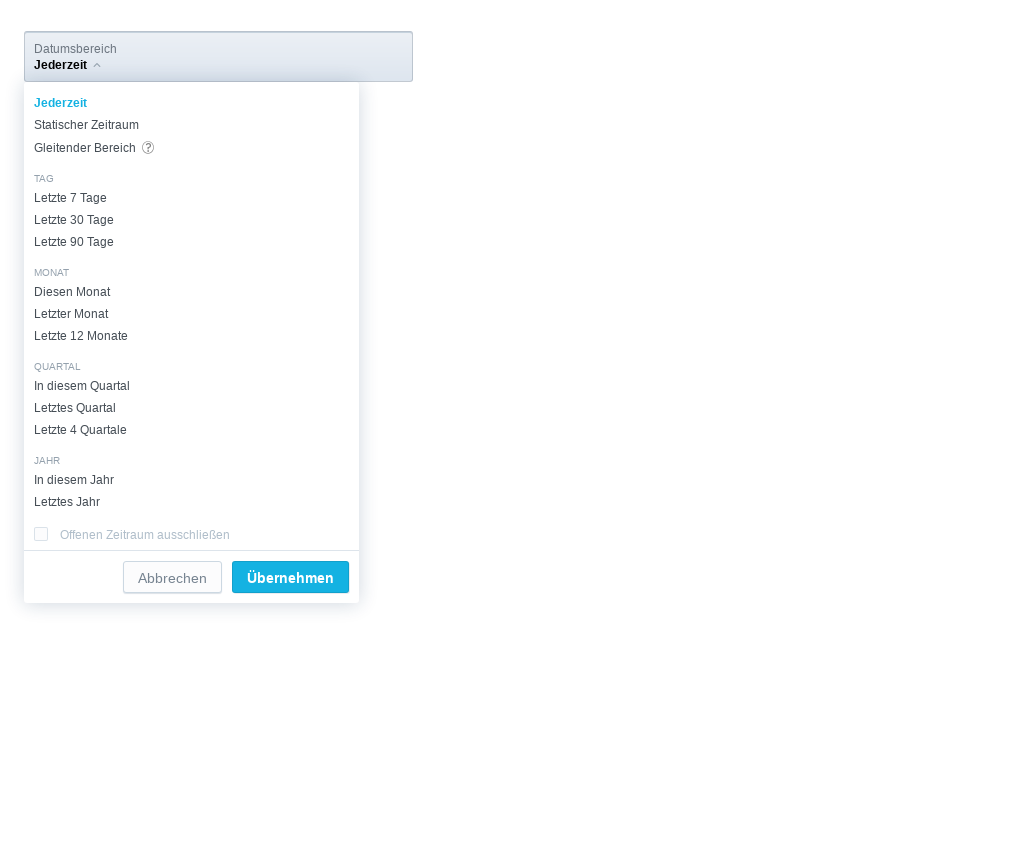 Datumsbereich
Jederzeit
Jederzeit
Statischer Zeitraum
Gleitender Bereich ?
TAG
Letzte 7 Tage
Letzte 30 Tage
Letzte 90 Tage
MONAT
Diesen Monat
Letzter Monat
Letzte 12 Monate
QUARTAL
In diesem Quartal
Letztes Quartal
Letzte 4 Quartale
JAHR
In diesem Jahr
Letztes Jahr
Offenen Zeitraum ausschließen
Abbrechen Übernehmen